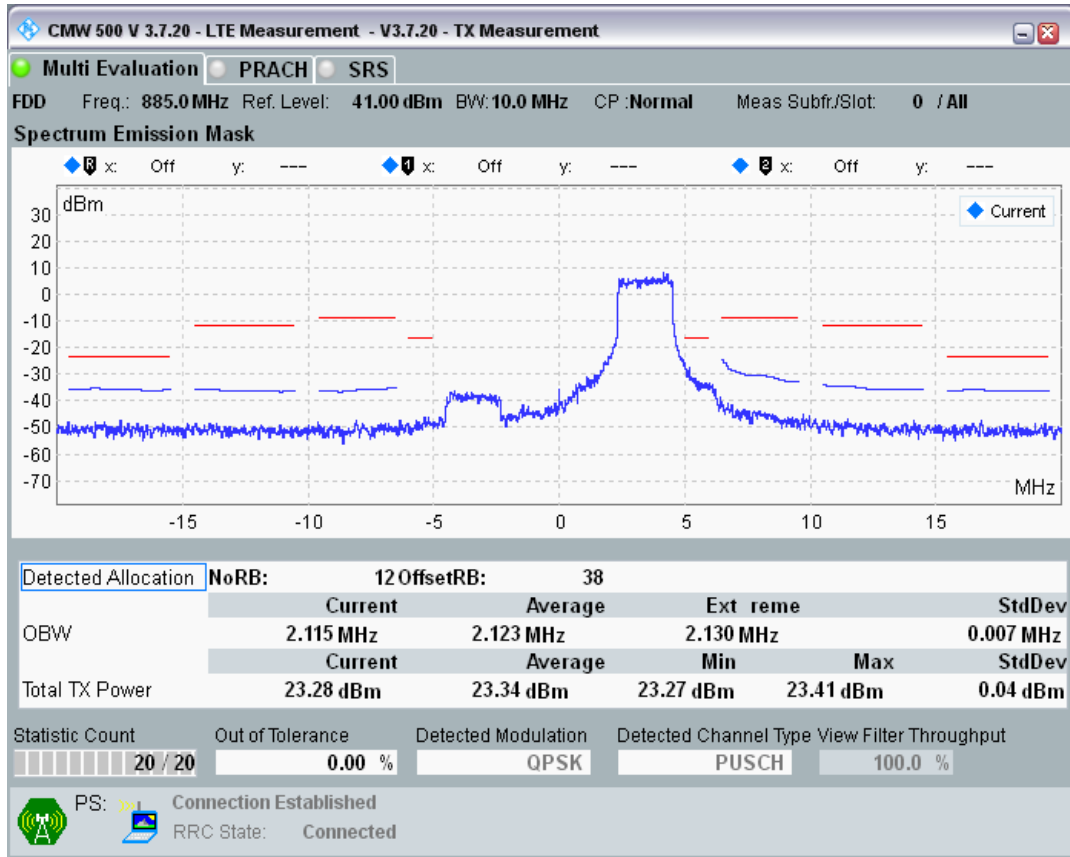 CMW 500 V 3.7.20 - LTE Measurement - V3.7.20 - TX Measurement
Multi Evaluation PRACH SRS
FDD Freq.: 885.0 MHz Ref. Level: 41.00 dBm BW: 10.0 MHz CP :Normal Meas Subfr./Slot: 0 / All
Spectrum Emission Mask
R x: Off y: --- 1 x: Off y: --- 2 x: Off y: ---
dBm
Current
30
20
10
0
-10
-20
-30
-40
-50
-60
-70
MHz
-15 -10 -5 0 5 10 15
Detected Allocation NoRB: 12 OffsetRB: 38
Current Average Ext reme StdDev
OBW 2.115 MHz 2.123 MHz 2.130 MHz 0.007 MHz
Current Average Min Max StdDev
Total TX Power 23.28 dBm 23.34 dBm 23.27 dBm 23.41 dBm 0.04 dBm
Statistic Count Out of Tolerance Detected Modulation Detected Channel Type View Filter Throughput
20 / 20 0.00 % QPSK PUSCH 100.0 %
PS: Connection Established
RRC State: Connected